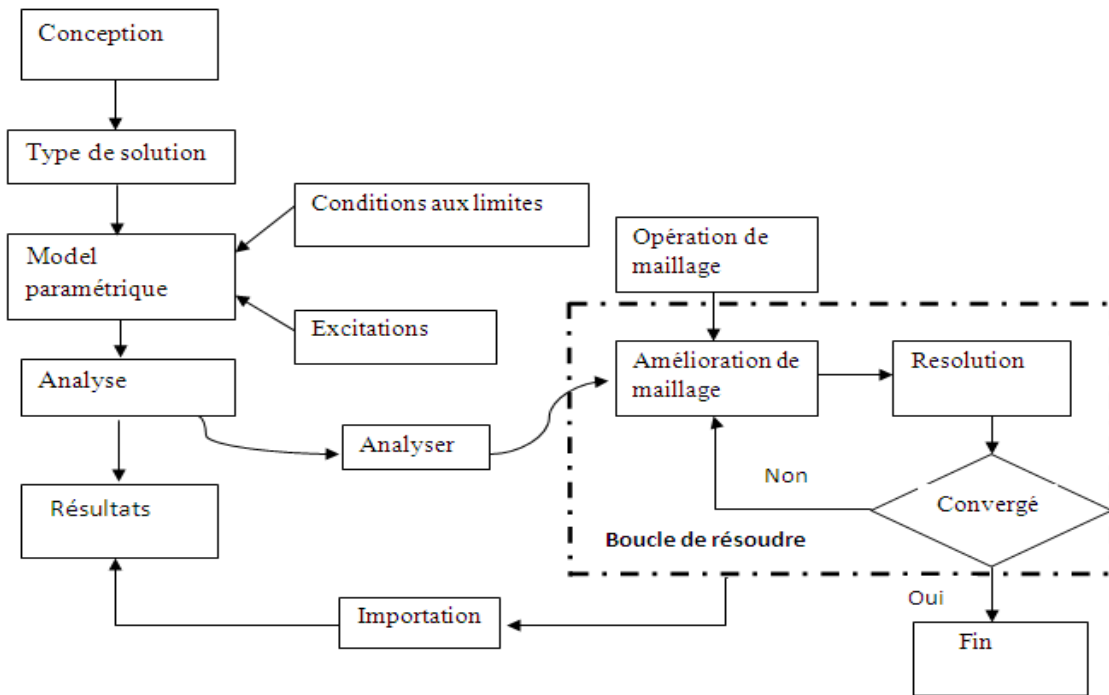 Conception
Type de solution
Conditions aux limites
Model
paramétrique
Excitations
Analyse
Analyser
Résultats
Importation
Opération de
maillage
Amélioration de
maillage
Resolution
Non
Convergé
Boucle de résoudre
Oui
Fin